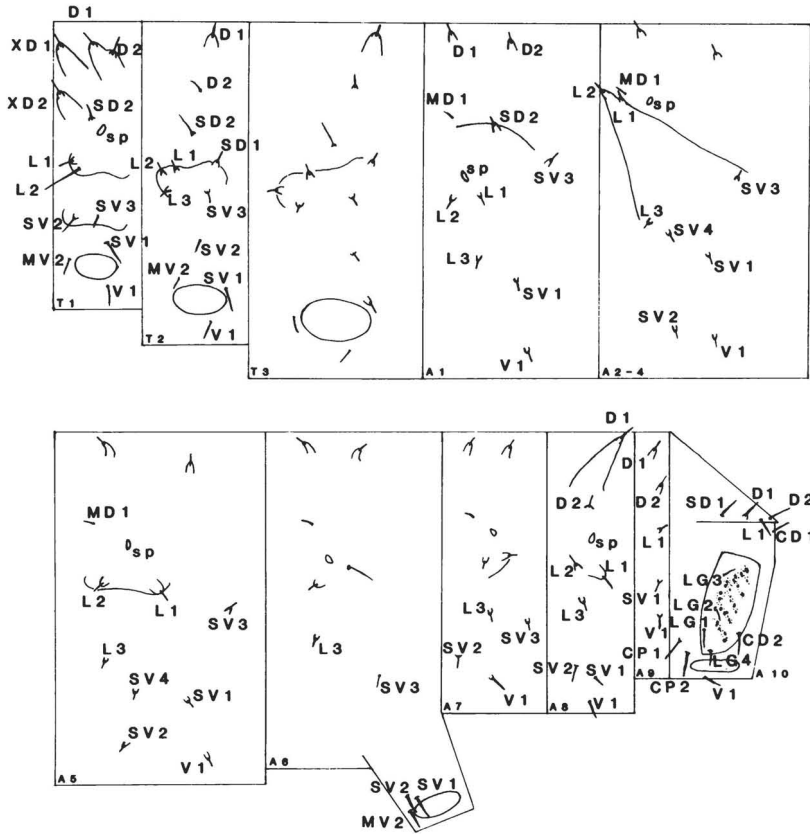 D1
XD1
D2
XD2
SD2
sp
L1
L2
SV3
SV2
SV1
MV2
V1
T1
D1
D2
SD2
SD1
L1
L2
L3
SV3
SV2
MV2
SV1
V1
T2
T3
D1
D2
MD1
SD2
SV3
sp
L1
L2
L3
SV1
V1
A1
L2
MD1
sp
L1
SV3
L3
SV4
SV1
SV2
V1
A2-4
MD1
sp
L2
L1
SV3
L3
SV4
SV1
SV2
V1
A5
L3
SV3
A6
SV2
SV1
MV2
L3
SV3
SV2
V1
A7
D1
D2
sp
L2
L1
L3
SV2
SV1
V1
A8
D1
D2
L1
SV1
V1
A9
SD1
D1
D2
L1
CD1
LG3
LG2
LG1
CD2
CP1
LG4
CP2
V1
A10